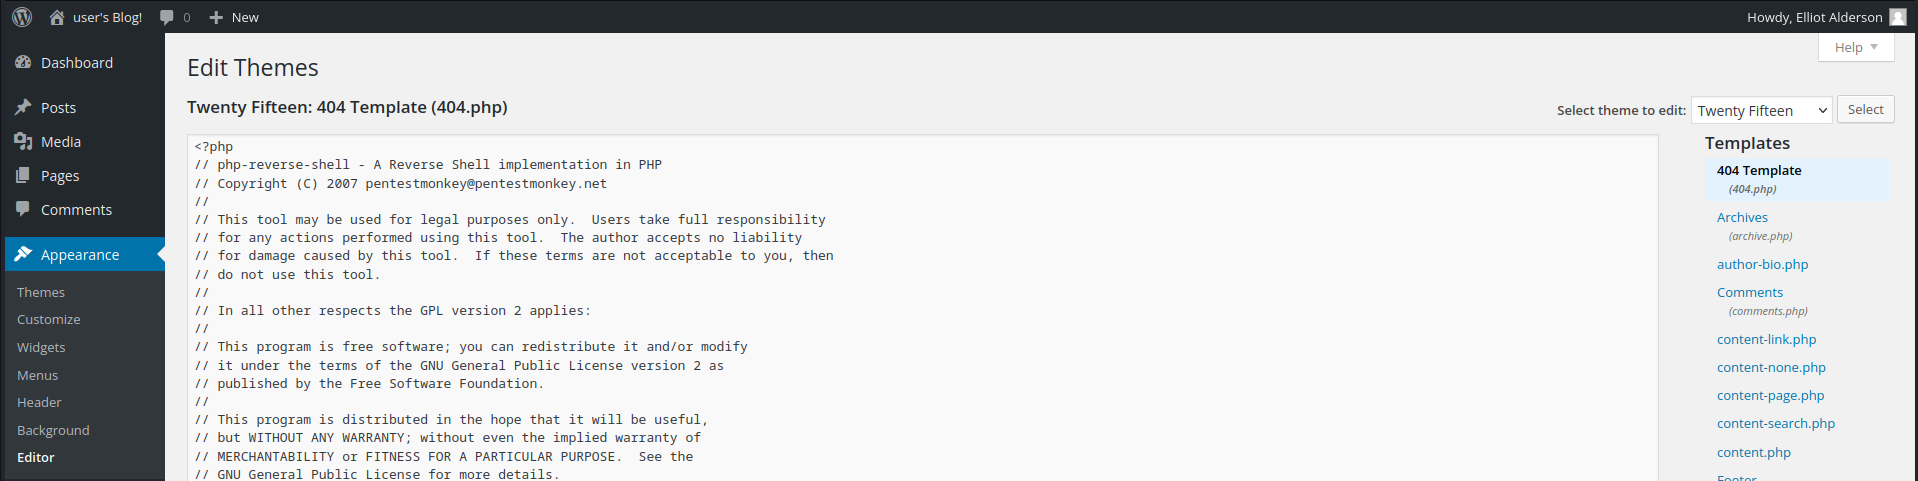 user's Blog! 0 New Howdy, Elliot Alderson
Help
Dashboard
Posts
Media
Pages
Comments
Appearance
Themes
Customize
Widgets
Menus
Header
Background
Editor
Edit Themes
Twenty Fifteen: 404 Template (404.php)
Select theme to edit: Twenty Fifteen Select
<?php
// php-reverse-shell - A Reverse Shell implementation in PHP
// Copyright (C) 2007 pentestmonkey@pentestmonkey.net
//
// This tool may be used for legal purposes only.  Users take full responsibility
// for any actions performed using this tool.  The author accepts no liability
// for damage caused by this tool.  If these terms are not acceptable to you, then
// do not use this tool.
//
// In all other respects the GPL version 2 applies:
//
// This program is free software; you can redistribute it and/or modify
// it under the terms of the GNU General Public License version 2 as
// published by the Free Software Foundation.
//
// This program is distributed in the hope that it will be useful,
// but WITHOUT ANY WARRANTY; without even the implied warranty of
// MERCHANTABILITY or FITNESS FOR A PARTICULAR PURPOSE.  See the
// GNU General Public License for more details.
Templates
404 Template
(404.php)
Archives
(archive.php)
author-bio.php
Comments
(comments.php)
content-link.php
content-none.php
content-page.php
content-search.php
content.php
Footer